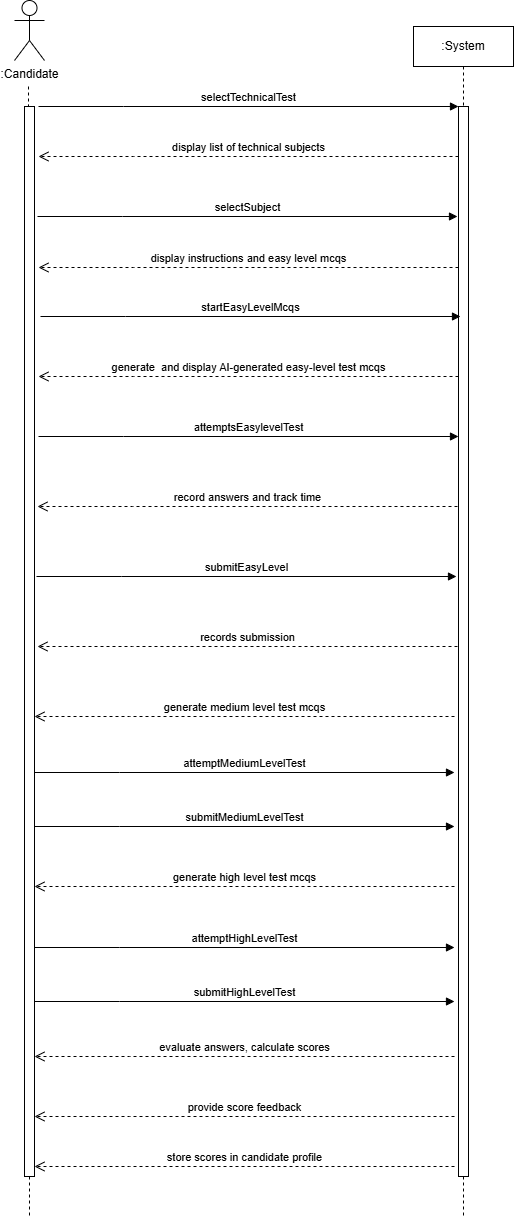 :System
:Candidate
selectTechnicalTest
display list of technical subjects
selectSubject
display instructions and easy level mcqs
startEasyLevelMcqs
generate  and display AI-generated easy-level test mcqs
attemptsEasylevelTest
record answers and track time
submitEasyLevel
records submission
generate medium level test mcqs
attemptMediumLevelTest
submitMediumLevelTest
generate high level test mcqs
attemptHighLevelTest
submitHighLevelTest
evaluate answers, calculate scores
provide score feedback
store scores in candidate profile